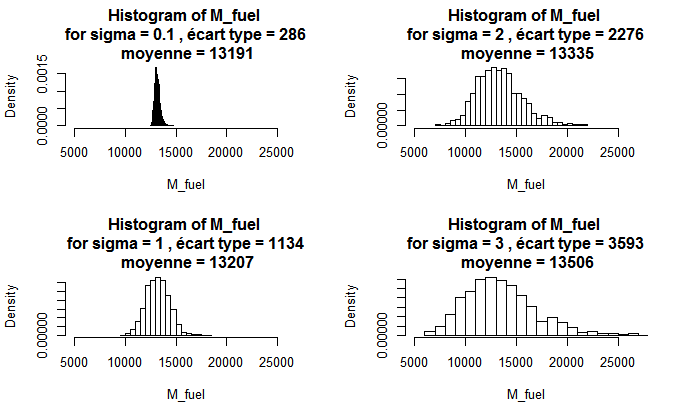 Histogram of M_fuel
for sigma = 0.1 , écart type = 286
moyenne = 13191
Density
0.0015
0.00000
5000 10000 15000 20000 25000
M_fuel
Histogram of M_fuel
for sigma = 2 , écart type = 2276
moyenne = 13335
Density
0.00000
5000 10000 15000 20000 25000
M_fuel
Histogram of M_fuel
for sigma = 1 , écart type = 1134
moyenne = 13207
Density
0.00000
5000 10000 15000 20000 25000
M_fuel
Histogram of M_fuel
for sigma = 3 , écart type = 3593
moyenne = 13506
Density
0.00000
5000 10000 15000 20000 25000
M_fuel